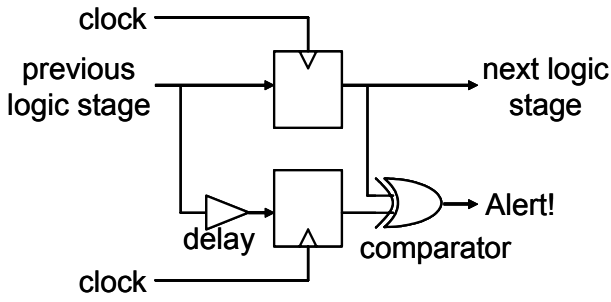 clock
previous
logic stage
next logic
stage
delay
comparator
Alert!
clock